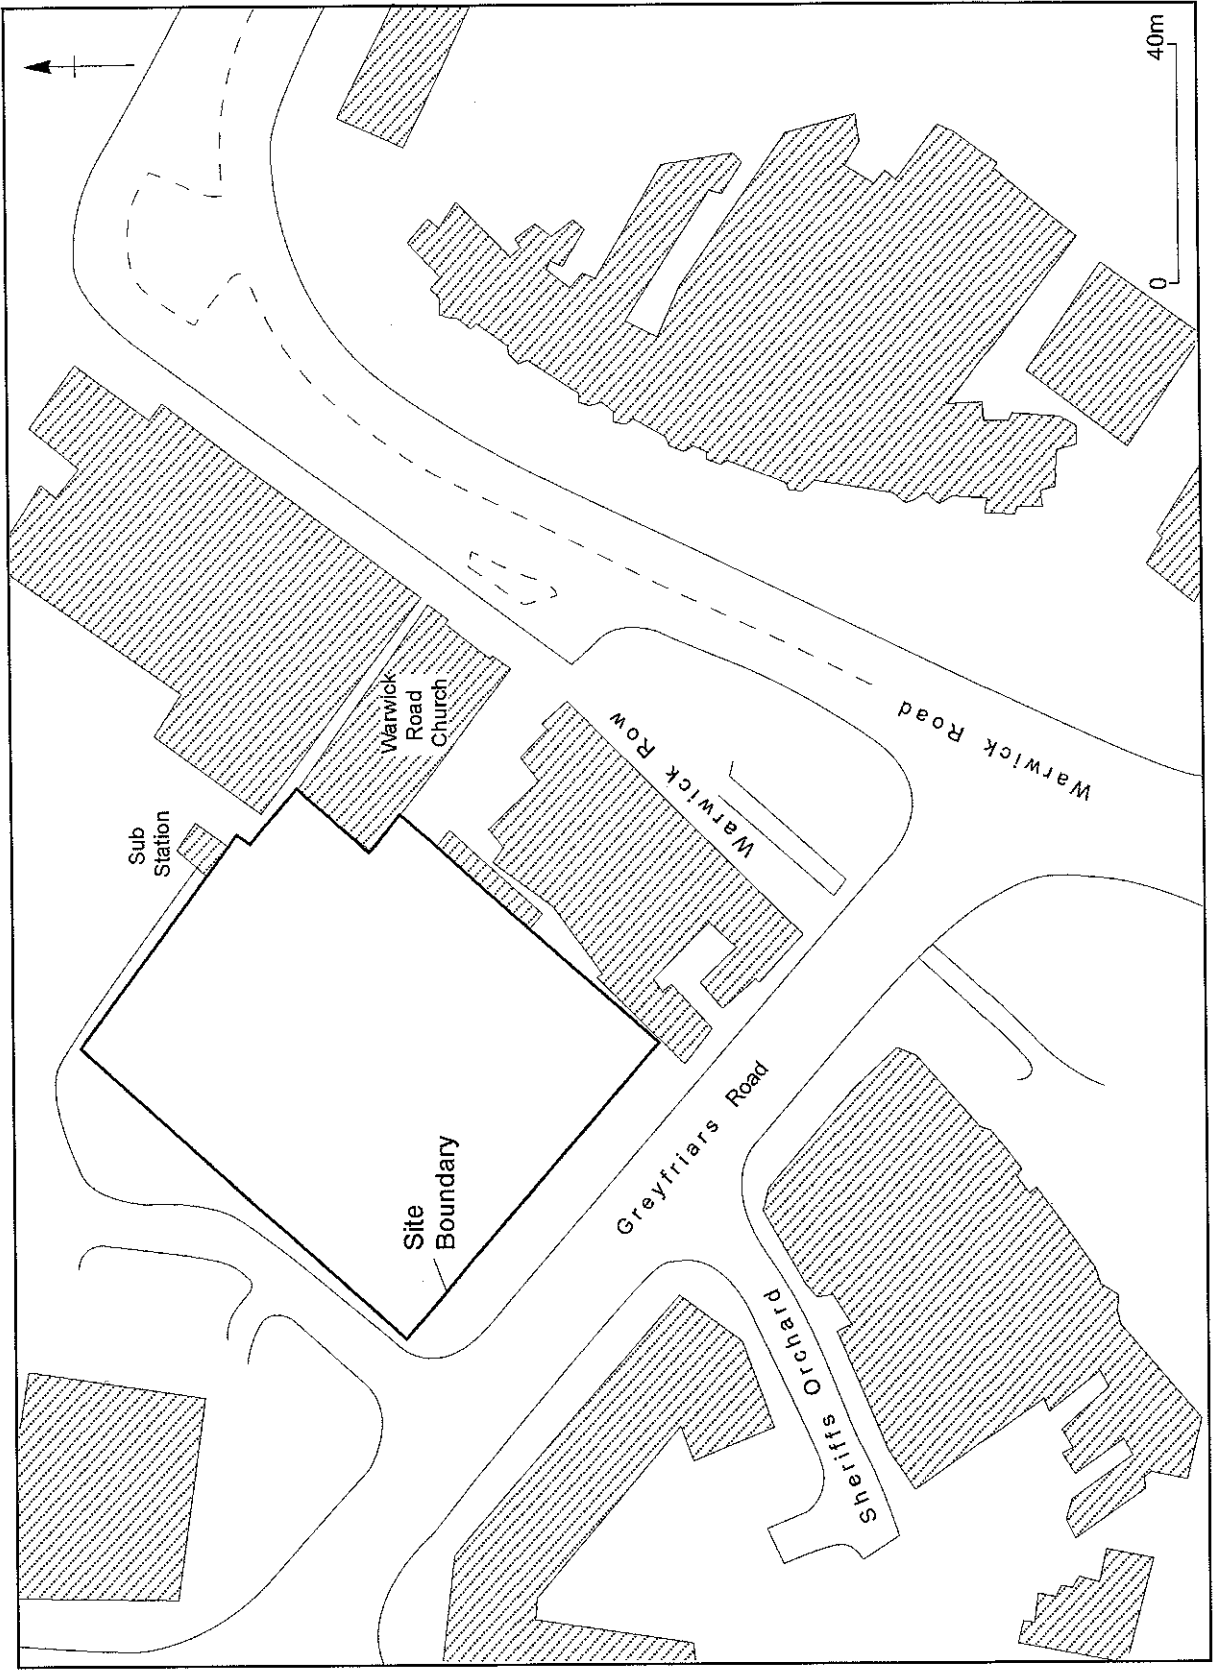 Sub
Station
Warwick
Road
Church
Warwick Row
Warwick Road
Site
Boundary
Greyfriars Road
Sheriffs Orchard
0
40m